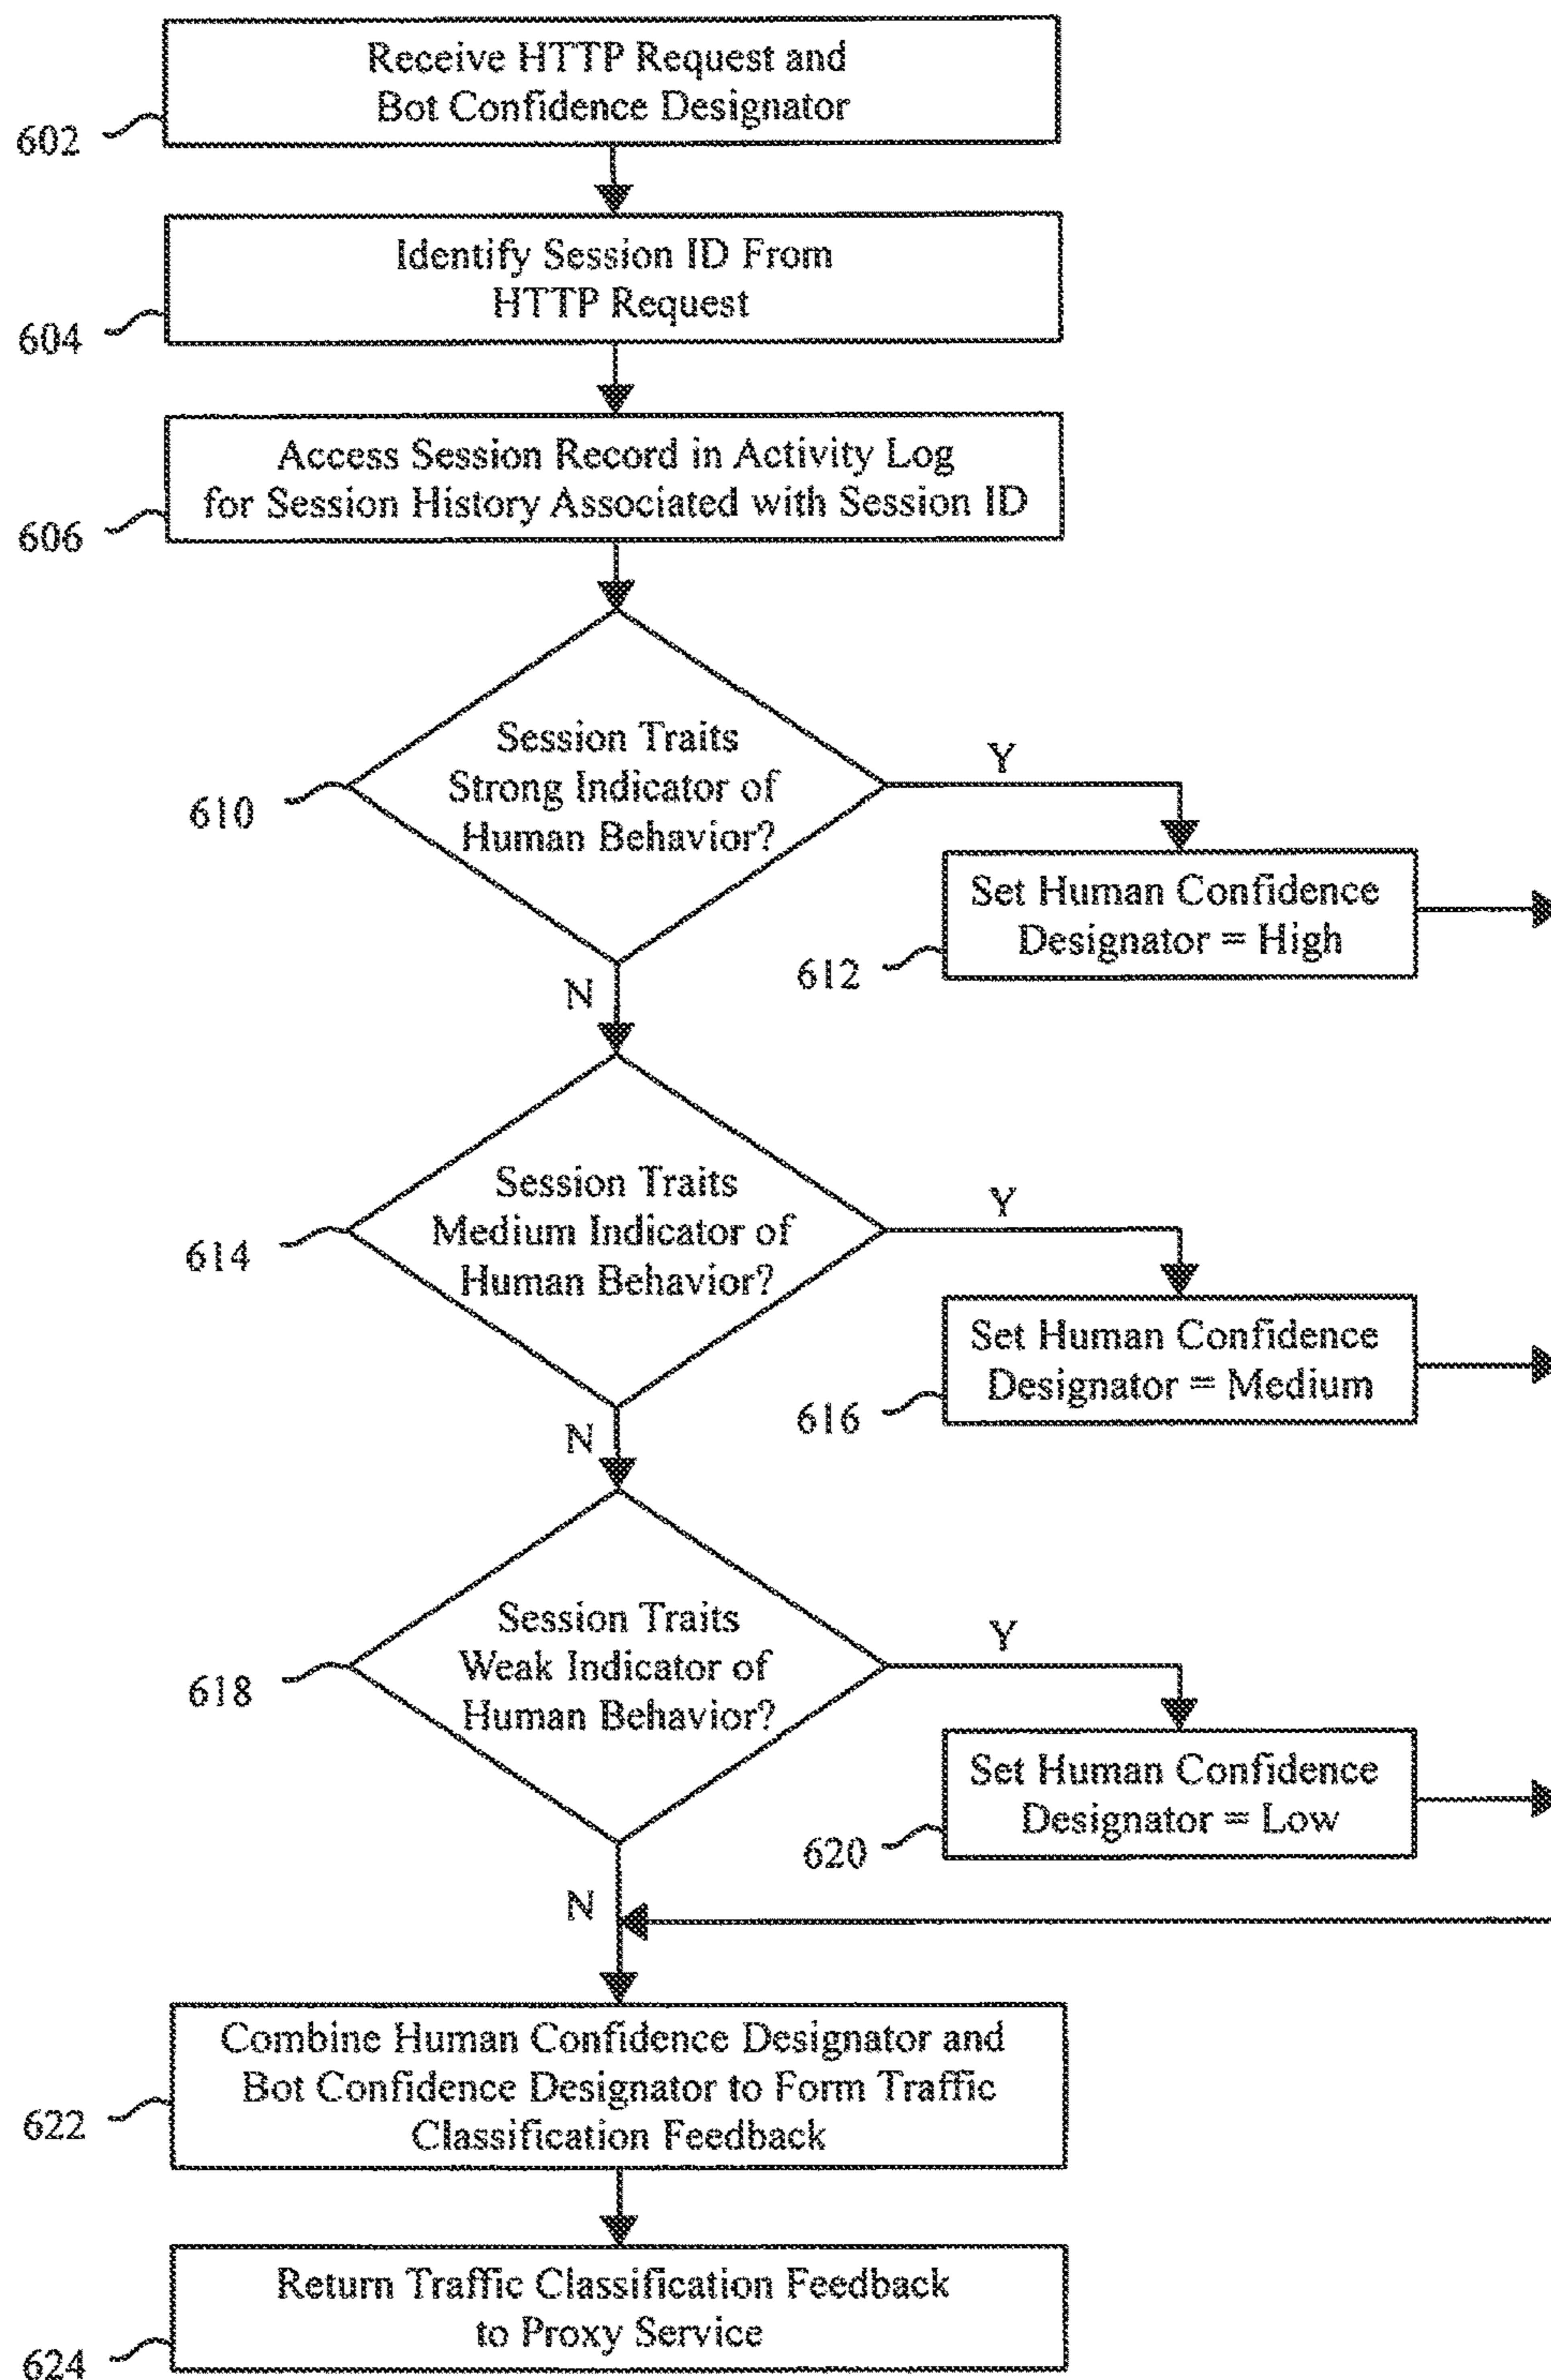 Receive HTTP Request and
Bot Confidence Designator
602
Identify Session ID From
HTTP Request
604
Access Session Record in Activity Log
for Session History Associated with Session ID
606
Session Traits
Strong Indicator of
Human Behavior?
610
Y
Set Human Confidence
Designator = High
612
N
Session Traits
Medium Indicator of
Human Behavior?
614
Y
Set Human Confidence
Designator = Medium
616
N
Session Traits
Weak Indicator of
Human Behavior?
618
Y
Set Human Confidence
Designator = Low
620
N
Combine Human Confidence Designator and
Bot Confidence Designator to Form Traffic
Classification Feedback
622
Return Traffic Classification Feedback
to Proxy Service
624